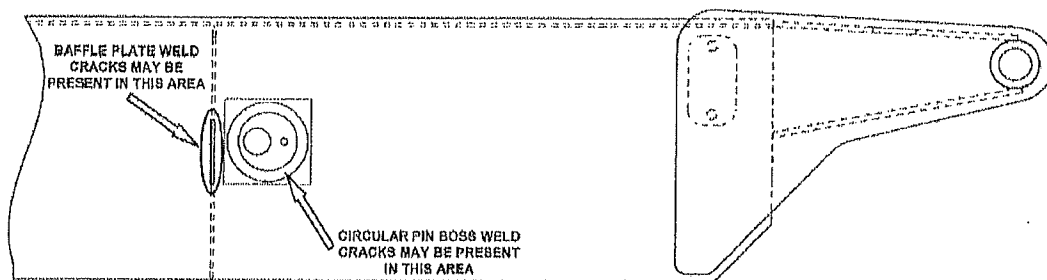 BAFFLE PLATE WELD
CRACKS MAY BE
PRESENT IN THIS AREA
CIRCULAR PIN BOSS WELD
CRACKS MAY BE PRESENT
IN THIS AREA